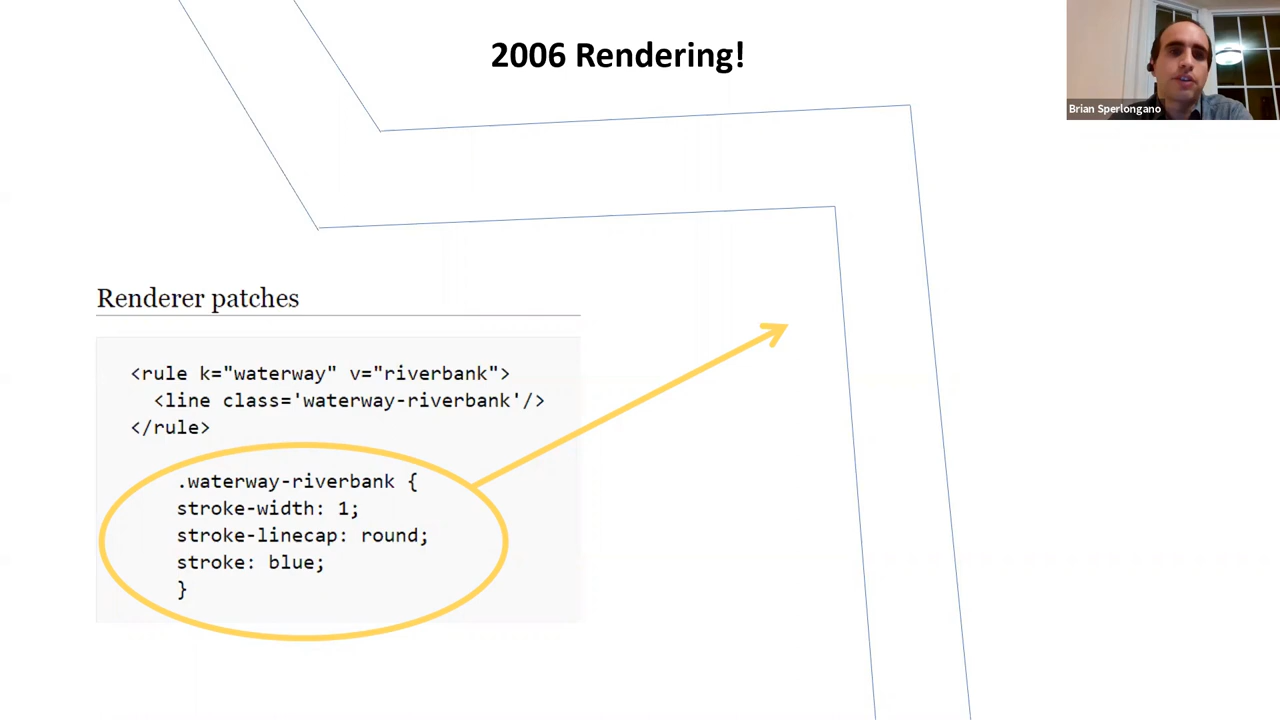 2006 Rendering!
Brian Sperlongano
Renderer patches
<rule k="waterway" v="riverbank">
<line class='waterway-riverbank'/>
</rule>
.waterway-riverbank {
stroke-width: 1;
stroke-linecap: round;
stroke: blue;
}